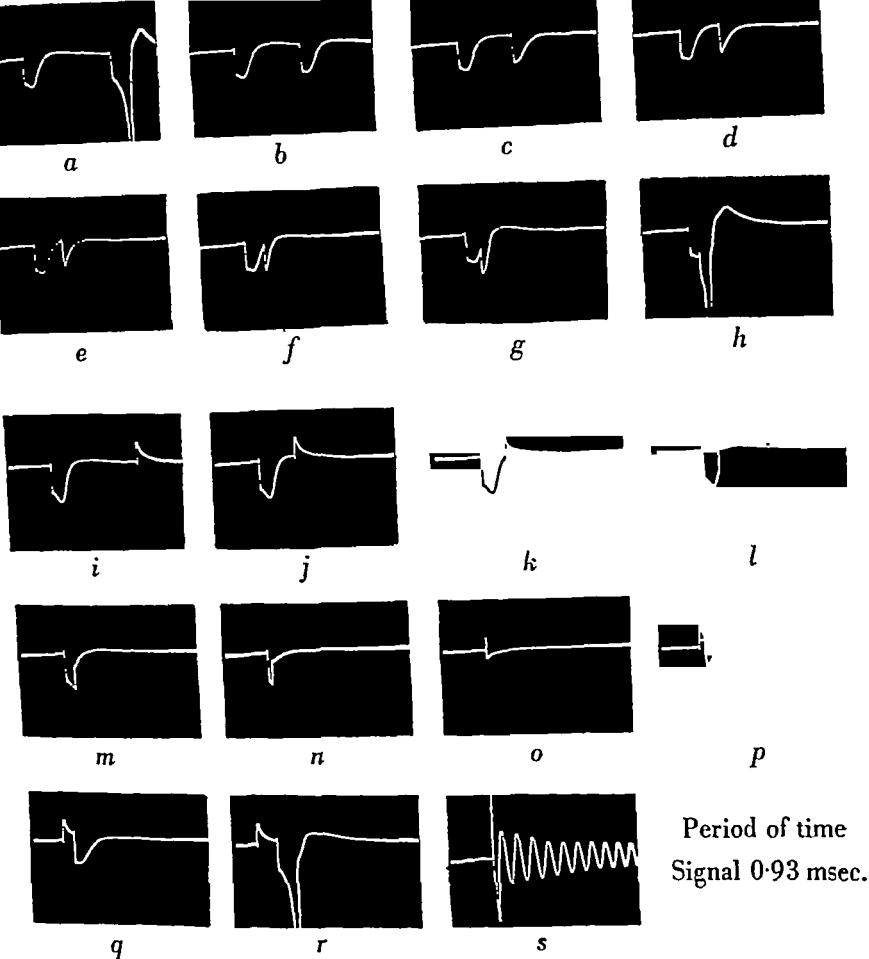 a b c d
e f g h
i j k l
m n o p
Period of time
Signal 0·93 msec.
q r s